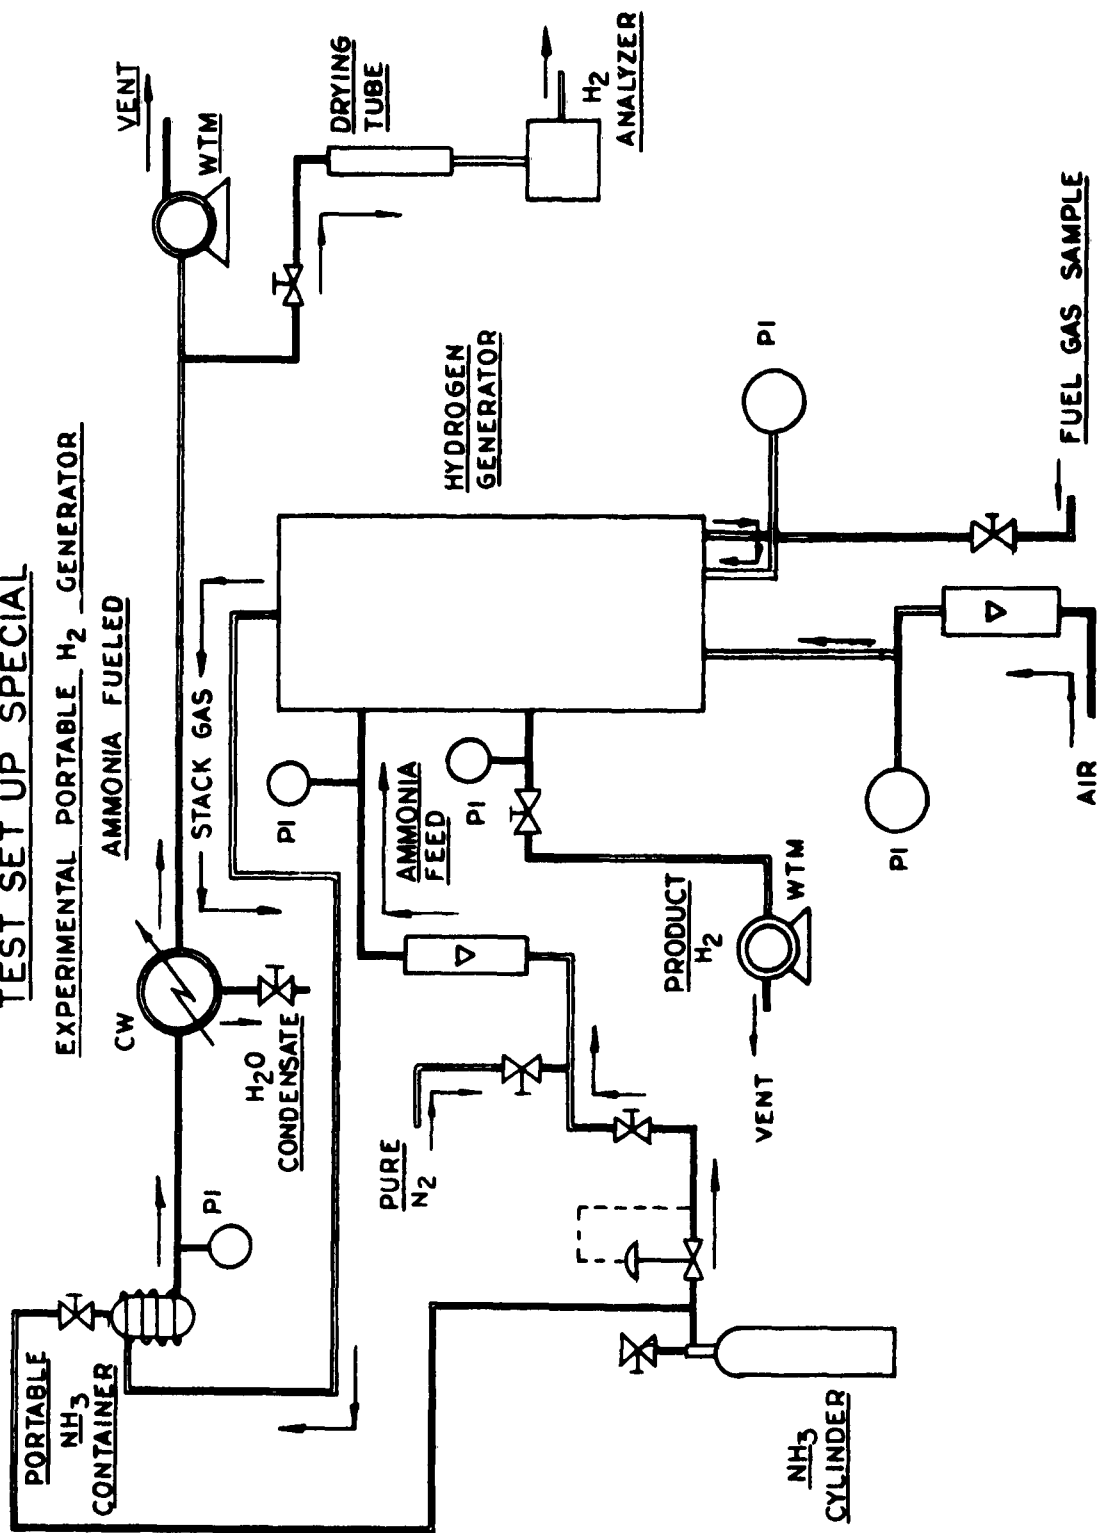 TEST SET UP SPECIAL
EXPERIMENTAL PORTABLE H2 GENERATOR
AMMONIA FUELED
PORTABLE
NH3
CONTAINER
PI
CW
H2O
CONDENSATE
STACK GAS
VENT
WTM
DRYING
TUBE
H2
ANALYZER
HYDROGEN
GENERATOR
PI
AMMONIA
FEED
PI
PURE
N2
PRODUCT
H2
WTM
VENT
NH3
CYLINDER
PI
AIR
PI
FUEL GAS SAMPLE